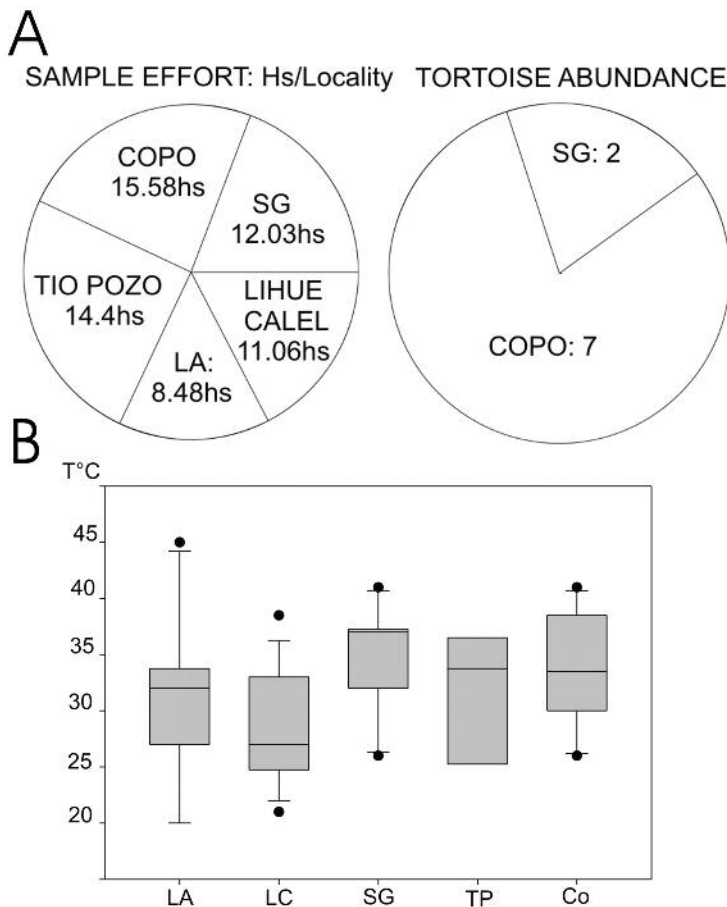 A
SAMPLE EFFORT: Hs/Locality
TORTOISE ABUNDANCE
COPO
15.58hs
SG
12.03hs
TIO POZO
14.4hs
LIHUE
CALEL
11.06hs
LA:
8.48hs
SG: 2
COPO: 7
B
T°C
45
40
35
30
25
20
LA
LC
SG
TP
Co